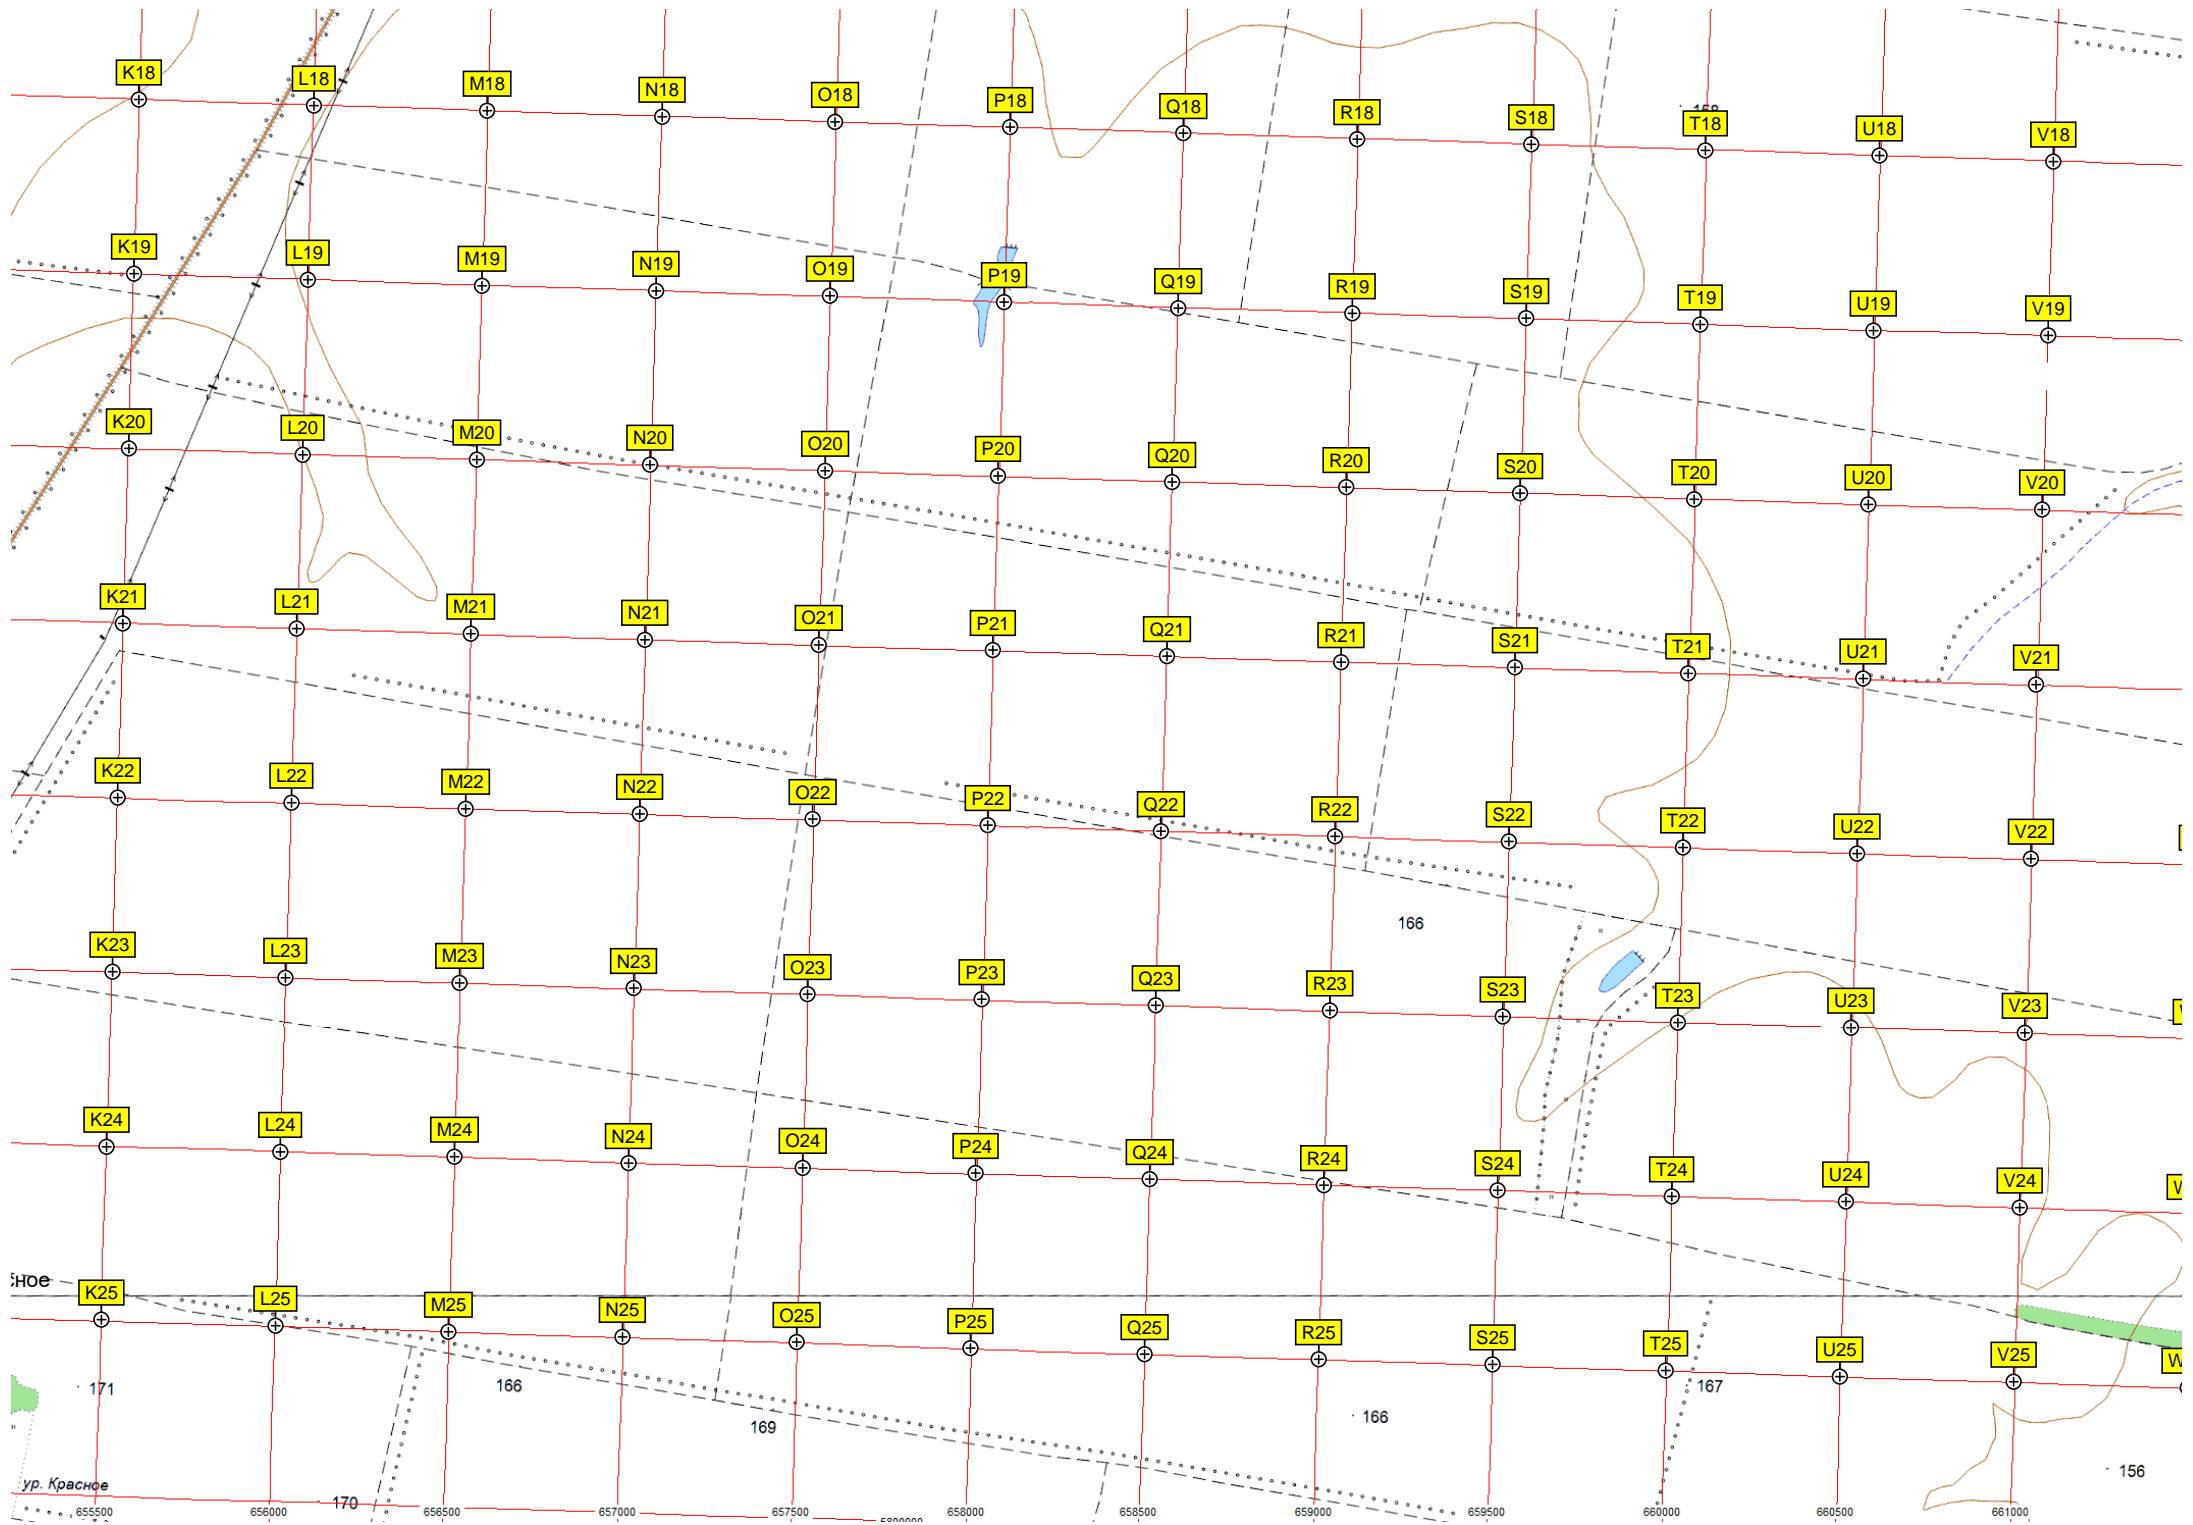 K18 L18 M18 N18 O18 P18 Q18 R18 S18 T18 U18 V18
K19 L19 M19 N19 O19 P19 Q19 R19 S19 T19 U19 V19
K20 L20 M20 N20 O20 P20 Q20 R20 S20 T20 U20 V20
K21 L21 M21 N21 O21 P21 Q21 R21 S21 T21 U21 V21
K22 L22 M22 N22 O22 P22 Q22 R22 S22 T22 U22 V22
166
K23 L23 M23 N23 O23 P23 Q23 R23 S23 T23 U23 V23
K24 L24 M24 N24 O24 P24 Q24 R24 S24 T24 U24 V24
K25 L25 M25 N25 O25 P25 Q25 R25 S25 T25 U25 V25
171 166 167
169 166
156
ур. Красное
170
655500 656000 656500 657000 657500 658000 658500 659000 659500 660000 660500 661000